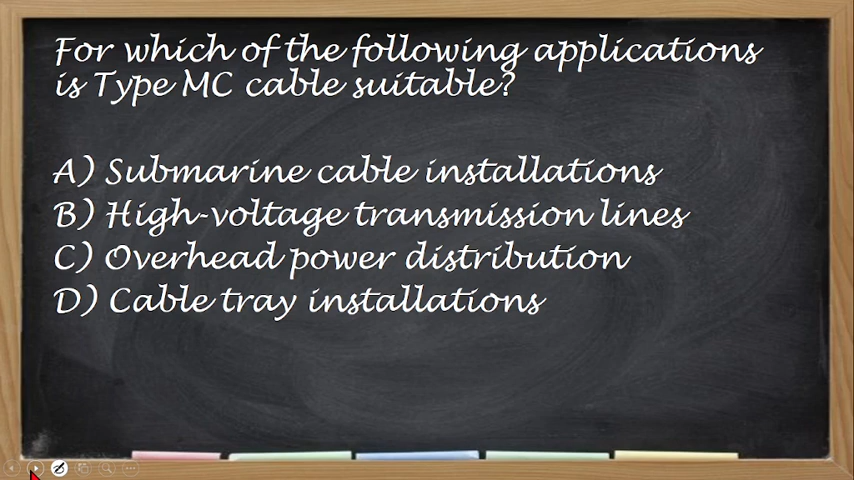 For which of the following applications
is Type MC cable suitable?
A) Submarine cable installations
B) High-voltage transmission lines
C) Overhead power distribution
D) Cable tray installations